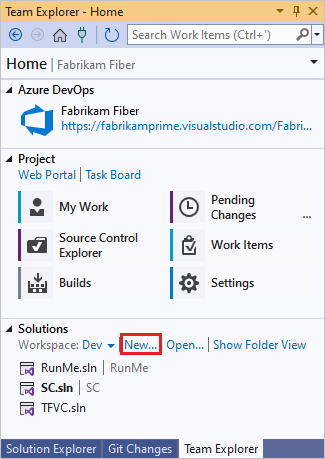 Team Explorer - Home
Search Work Items (Ctrl+')
Home | Fabrikam Fiber
Azure DevOps
Fabrikam Fiber
https://fabrikamprime.visualstudio.com/Fabri...
Project
Web Portal | Task Board
My Work
Pending Changes ...
Source Control Explorer
Work Items
Builds
Settings
Solutions
Workspace: Dev New... | Open... | Show Folder View
RunMe.sln | RunMe
SC.sln | SC
TFVC.sln
Solution Explorer Git Changes Team Explorer